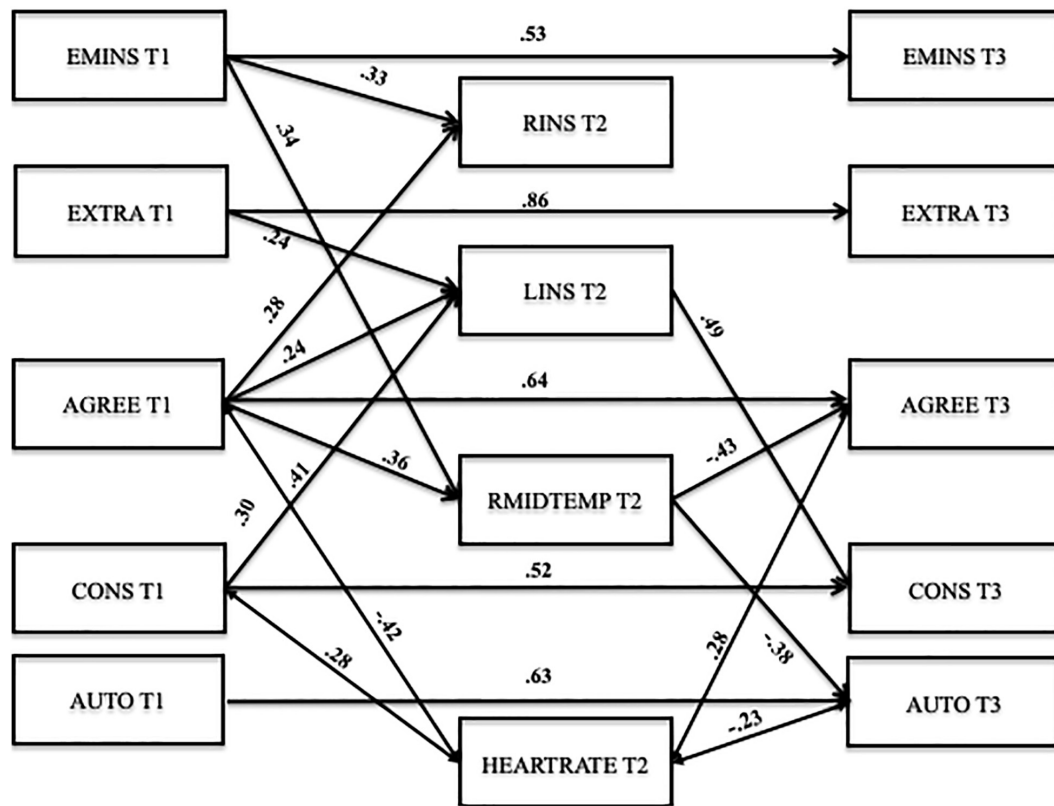 EMINS T1
.53
EMINS T3
.33
RINS T2
.34
EXTRA T1
.86
EXTRA T3
.24
LINS T2
.28
.49
.24
AGREE T1
.64
AGREE T3
.36
-.43
.41
RMIDTEMP T2
.30
CONS T1
.52
CONS T3
-.42
.28
.28
-.38
AUTO T1
.63
AUTO T3
-.23
HEARTRATE T2